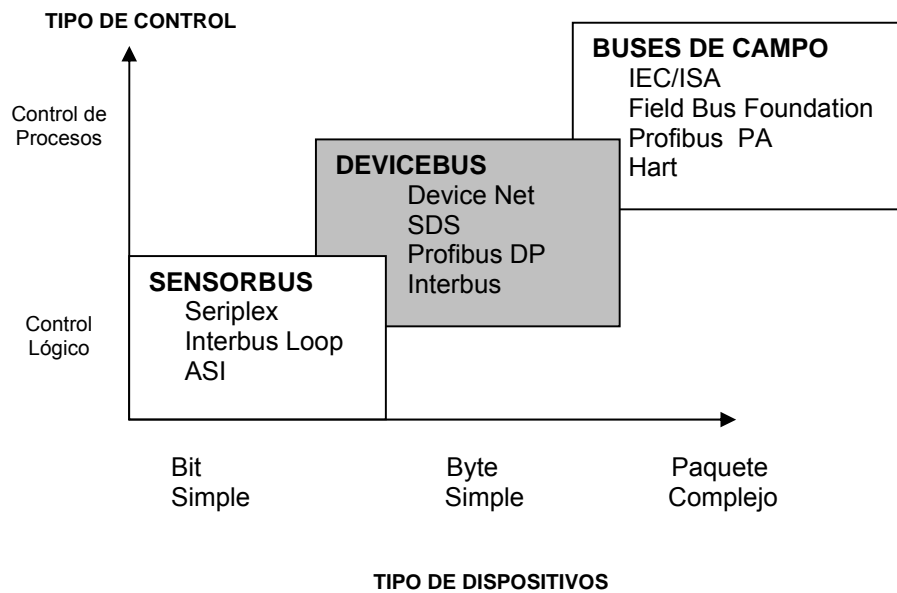 TIPO DE CONTROL
BUSES DE CAMPO
IEC/ISA
Field Bus Foundation
Profibus PA
Hart
Control de
Procesos
DEVICEBUS
Device Net
SDS
Profibus DP
Interbus
SENSORBUS
Seriplex
Interbus Loop
ASI
Control
Lógico
Bit
Simple
Byte
Simple
Paquete
Complejo
TIPO DE DISPOSITIVOS